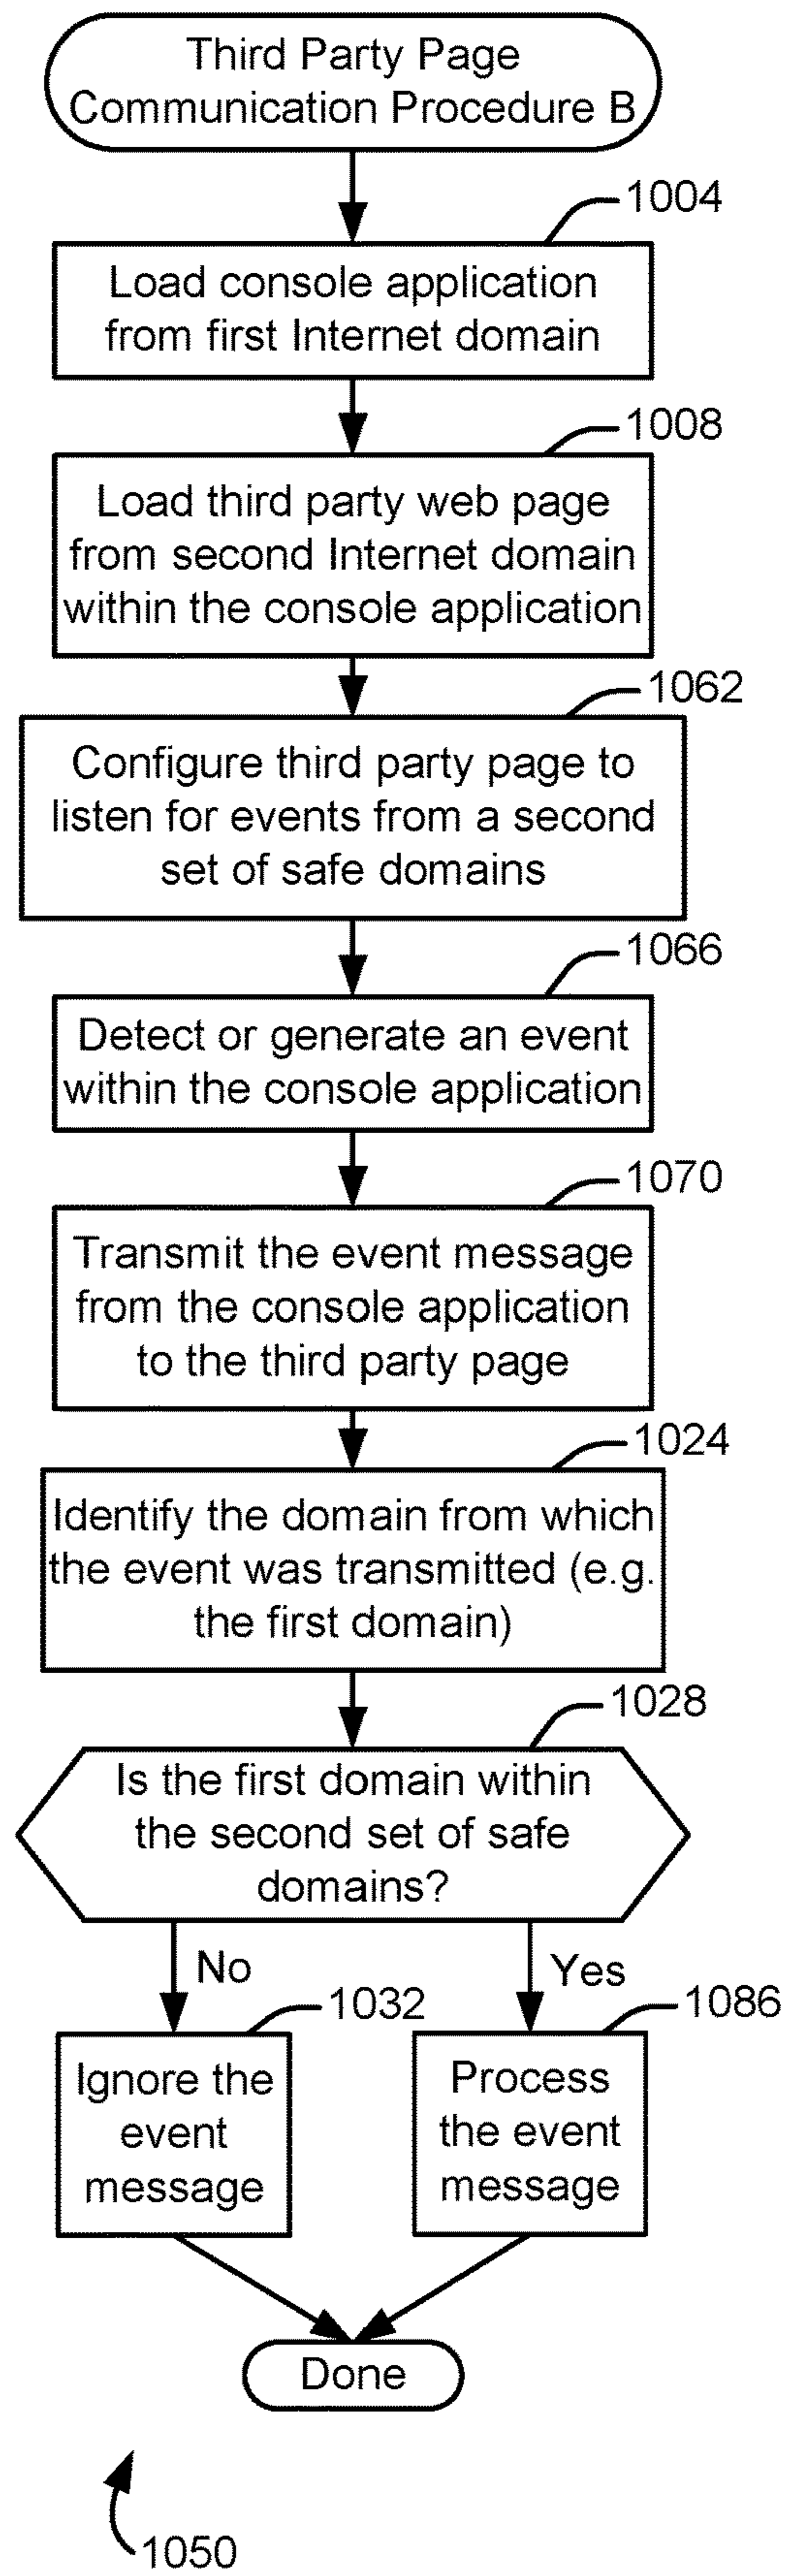 Third Party Page
Communication Procedure B
1004
Load console application
from first Internet domain
1008
Load third party web page
from second Internet domain
within the console application
1062
Configure third party page to
listen for events from a second
set of safe domains
1066
Detect or generate an event
within the console application
1070
Transmit the event message
from the console application
to the third party page
1024
Identify the domain from which
the event was transmitted (e.g.
the first domain)
1028
Is the first domain within
the second set of safe
domains?
No
Yes
1032
1086
Ignore the
event
message
Process
the event
message
Done
1050